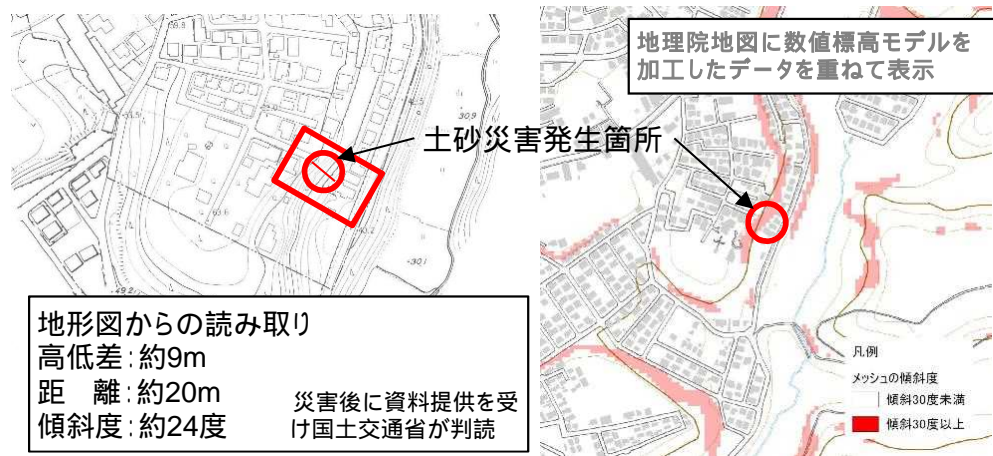 地理院地図に数値標高モデルを
加工したデータを重ねて表示
土砂災害発生箇所
地形図からの読み取り
高低差：約9m
距　離：約20m
傾斜度：約24度
災害後に資料提供を受
け国土交通省が判読
凡例
メッシュの傾斜度
傾斜30度未満
傾斜30度以上